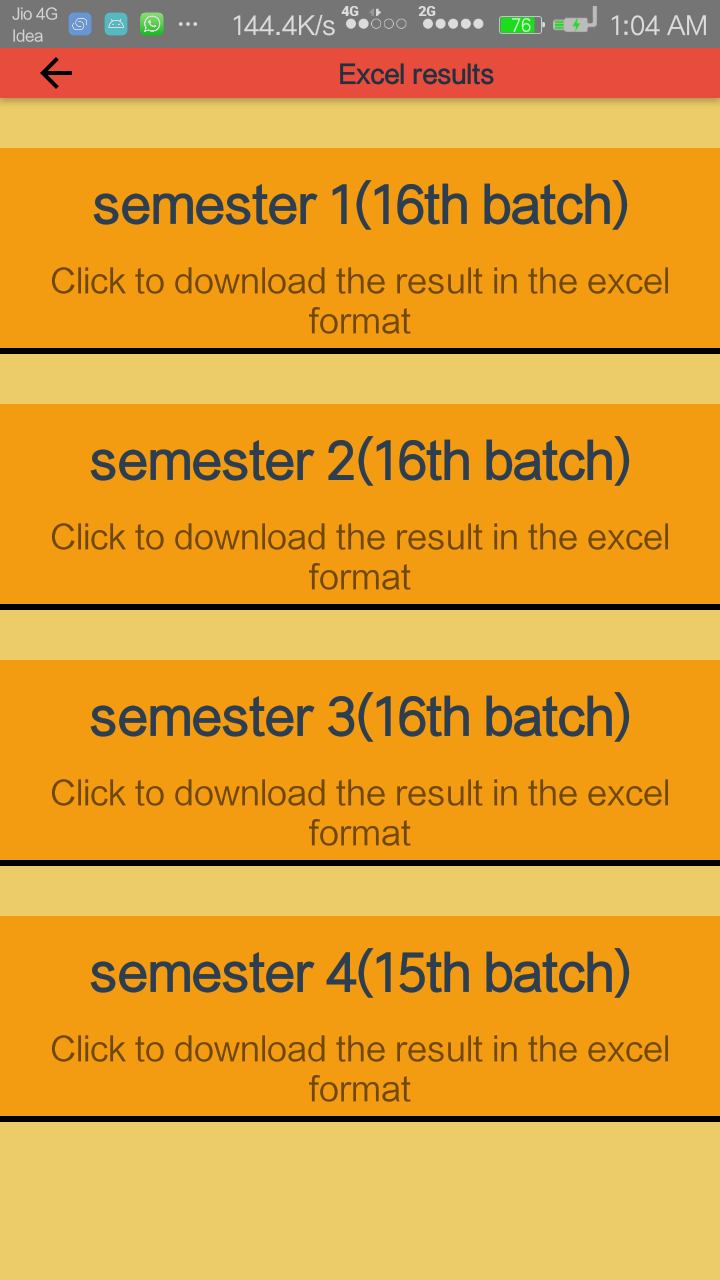 Jio 4G
Idea
144.4K/s
4G
2G
76
1:04 AM
Excel results
semester 1(16th batch)
Click to download the result in the excel
format
semester 2(16th batch)
Click to download the result in the excel
format
semester 3(16th batch)
Click to download the result in the excel
format
semester 4(15th batch)
Click to download the result in the excel
format